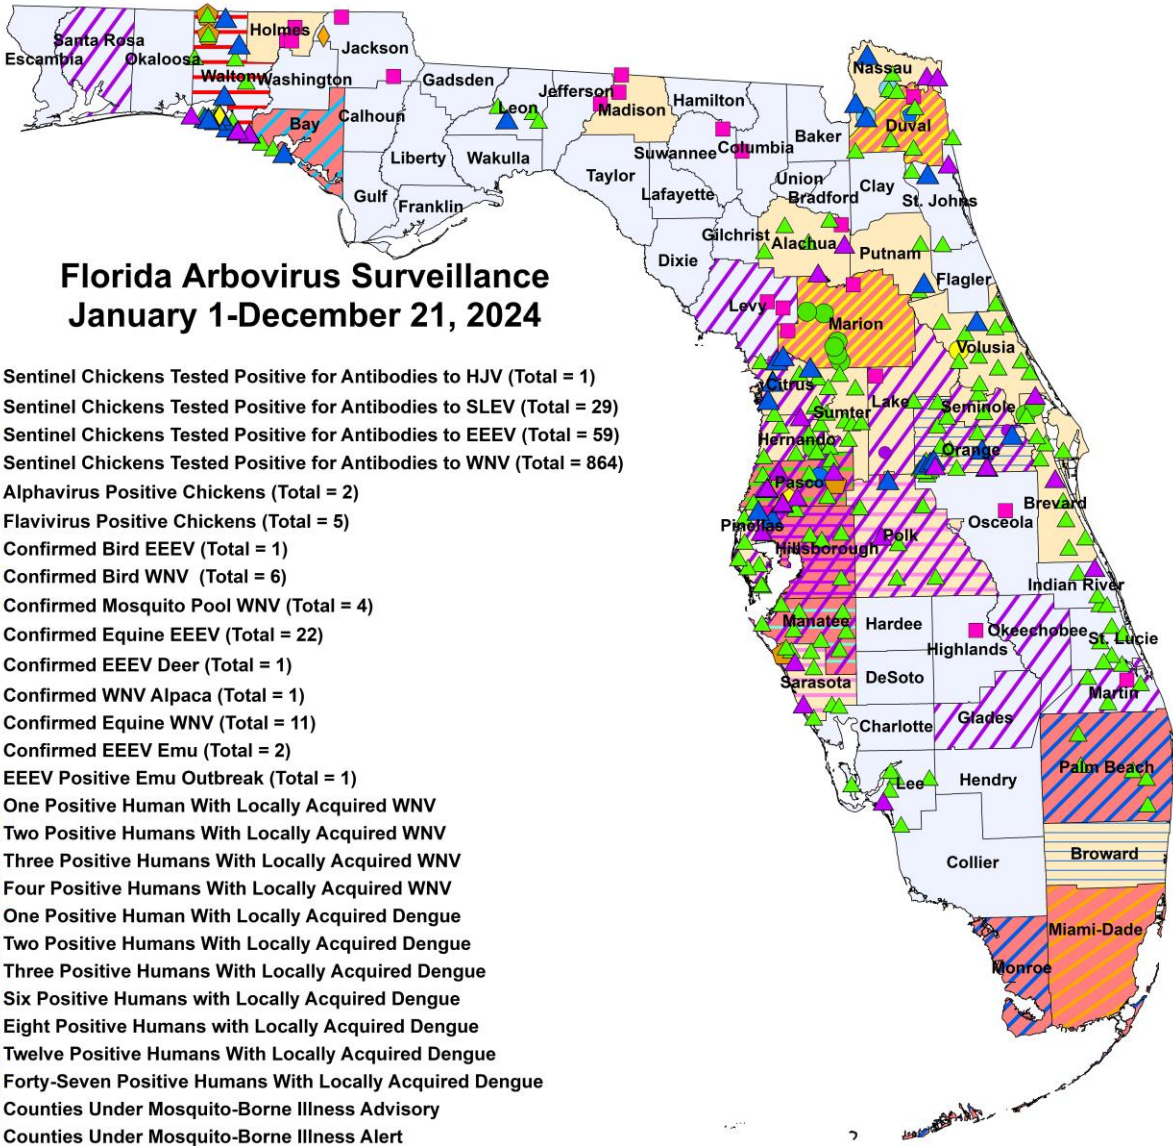 Florida Arbovirus Surveillance
January 1-December 21, 2024
Sentinel Chickens Tested Positive for Antibodies to HJV (Total = 1)
Sentinel Chickens Tested Positive for Antibodies to SLEV (Total = 29)
Sentinel Chickens Tested Positive for Antibodies to EEEV (Total = 59)
Sentinel Chickens Tested Positive for Antibodies to WNV (Total = 864)
Alphavirus Positive Chickens (Total = 2)
Flavivirus Positive Chickens (Total = 5)
Confirmed Bird EEEV (Total = 1)
Confirmed Bird WNV (Total = 6)
Confirmed Mosquito Pool WNV (Total = 4)
Confirmed Equine EEEV (Total = 22)
Confirmed EEEV Deer (Total = 1)
Confirmed WNV Alpaca (Total = 1)
Confirmed Equine WNV (Total = 11)
Confirmed EEEV Emu (Total = 2)
EEEV Positive Emu Outbreak (Total = 1)
One Positive Human With Locally Acquired WNV
Two Positive Humans With Locally Acquired WNV
Three Positive Humans With Locally Acquired WNV
Four Positive Humans With Locally Acquired WNV
One Positive Human With Locally Acquired Dengue
Two Positive Humans With Locally Acquired Dengue
Three Positive Humans With Locally Acquired Dengue
Six Positive Humans with Locally Acquired Dengue
Eight Positive Humans with Locally Acquired Dengue
Twelve Positive Humans With Locally Acquired Dengue
Forty-Seven Positive Humans With Locally Acquired Dengue
Counties Under Mosquito-Borne Illness Advisory
Counties Under Mosquito-Borne Illness Alert
Escambia
Santa Rosa
Okaloosa
Walton
Holmes
Washington
Jackson
Bay
Calhoun
Gulf
Gadsden
Liberty
Franklin
Leon
Wakulla
Jefferson
Madison
Taylor
Hamilton
Suwannee
Lafayette
Columbia
Baker
Nassau
Duval
Union
Bradford
Clay
St. Johns
Dixie
Gilchrist
Alachua
Putnam
Flagler
Levy
Marion
Volusia
Citrus
Sumter
Lake
Seminole
Hernando
Orange
Pasco
Brevard
Osceola
Pinellas
Hillsborough
Polk
Indian River
Manatee
Hardee
Highlands
Okeechobee
St. Lucie
Sarasota
DeSoto
Martin
Charlotte
Glades
Palm Beach
Lee
Hendry
Broward
Collier
Miami-Dade
Monroe